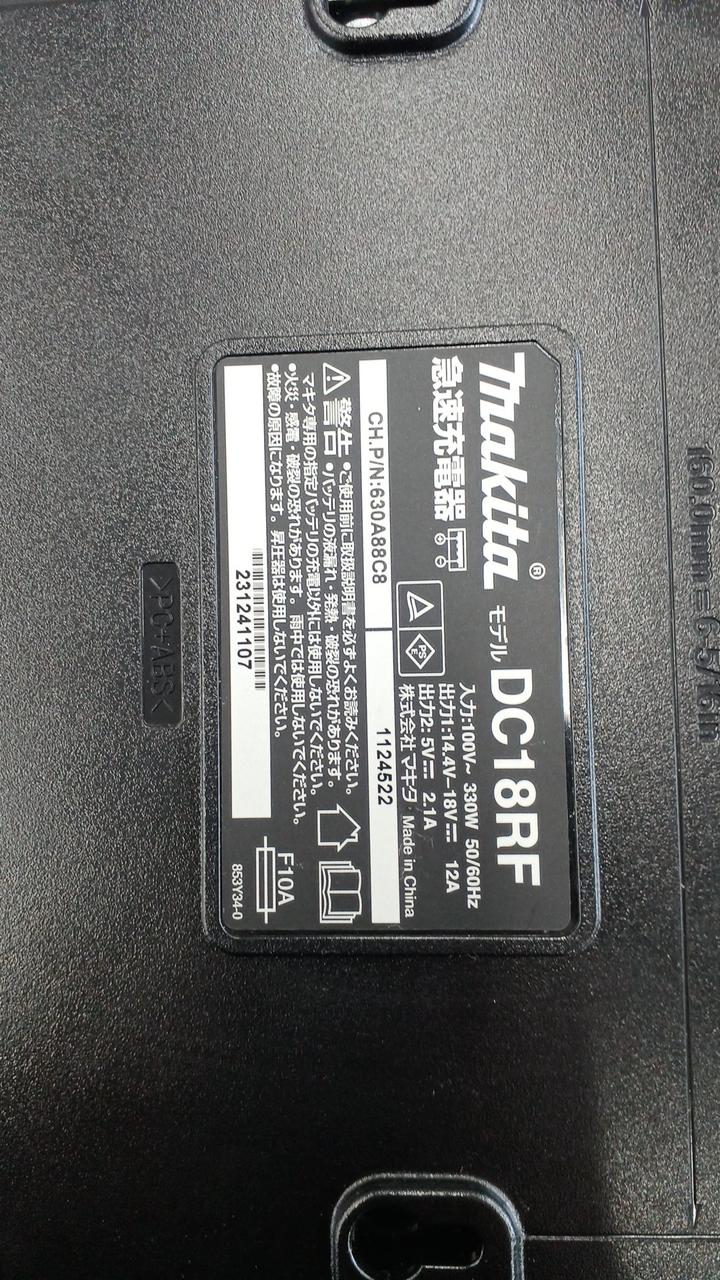 makita®
モデル DC18RF
急速充電器
入力:100V~ 330W 50/60Hz
出力1:14.4V-18V⎓ 12A
出力2: 5V⎓ 2.1A
株式会社 マキタ Made in China
PS
E
CH.P/N:630A88C8
1124522
警告
•ご使用前に取扱説明書を必ずよくお読みください。
•バッテリの液漏れ・発熱・破裂の恐れがあります。
マキタ専用の指定バッテリの充電以外には使用しないでください。
•火災・感電・破裂の恐れがあります。雨中では使用しないでください。
•故障の原因になります。昇圧器は使用しないでください。
231241107
F10A
853Y34-0
>PC+ABS<
160.0mm = 6-5/16in